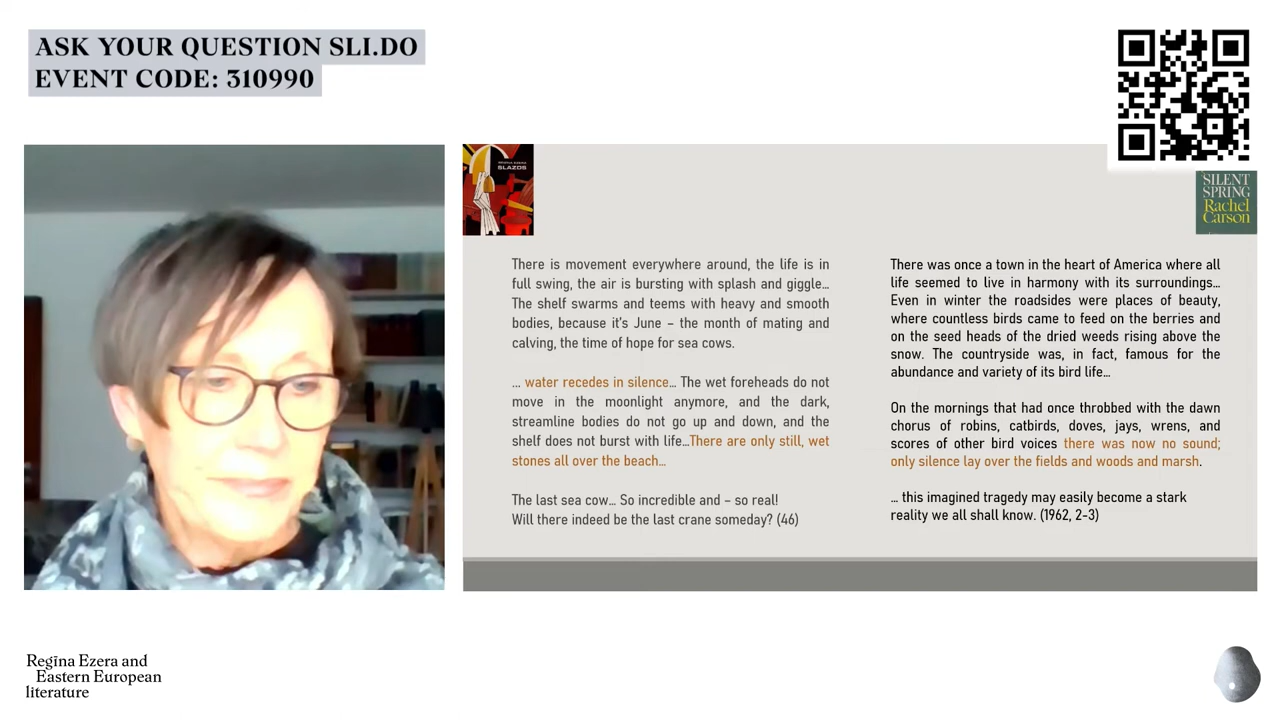 ASK YOUR QUESTION SLI.DO
EVENT CODE: 310990
REGĪNA EZERA
SLAZDS
SILENT
SPRING
Rachel
Carson
There is movement everywhere around, the life is in
full swing, the air is bursting with splash and giggle…
The shelf swarms and teems with heavy and smooth
bodies, because it's June – the month of mating and
calving, the time of hope for sea cows.
… water recedes in silence… The wet foreheads do not
move in the moonlight anymore, and the dark,
streamline bodies do not go up and down, and the
shelf does not burst with life…There are only still, wet
stones all over the beach…
The last sea cow… So incredible and – so real!
Will there indeed be the last crane someday? (46)
There was once a town in the heart of America where all
life seemed to live in harmony with its surroundings…
Even in winter the roadsides were places of beauty,
where countless birds came to feed on the berries and
on the seed heads of the dried weeds rising above the
snow. The countryside was, in fact, famous for the
abundance and variety of its bird life…
On the mornings that had once throbbed with the dawn
chorus of robins, catbirds, doves, jays, wrens, and
scores of other bird voices there was now no sound;
only silence lay over the fields and woods and marsh.
… this imagined tragedy may easily become a stark
reality we all shall know. (1962, 2-3)
Regīna Ezera and
Eastern European
literature